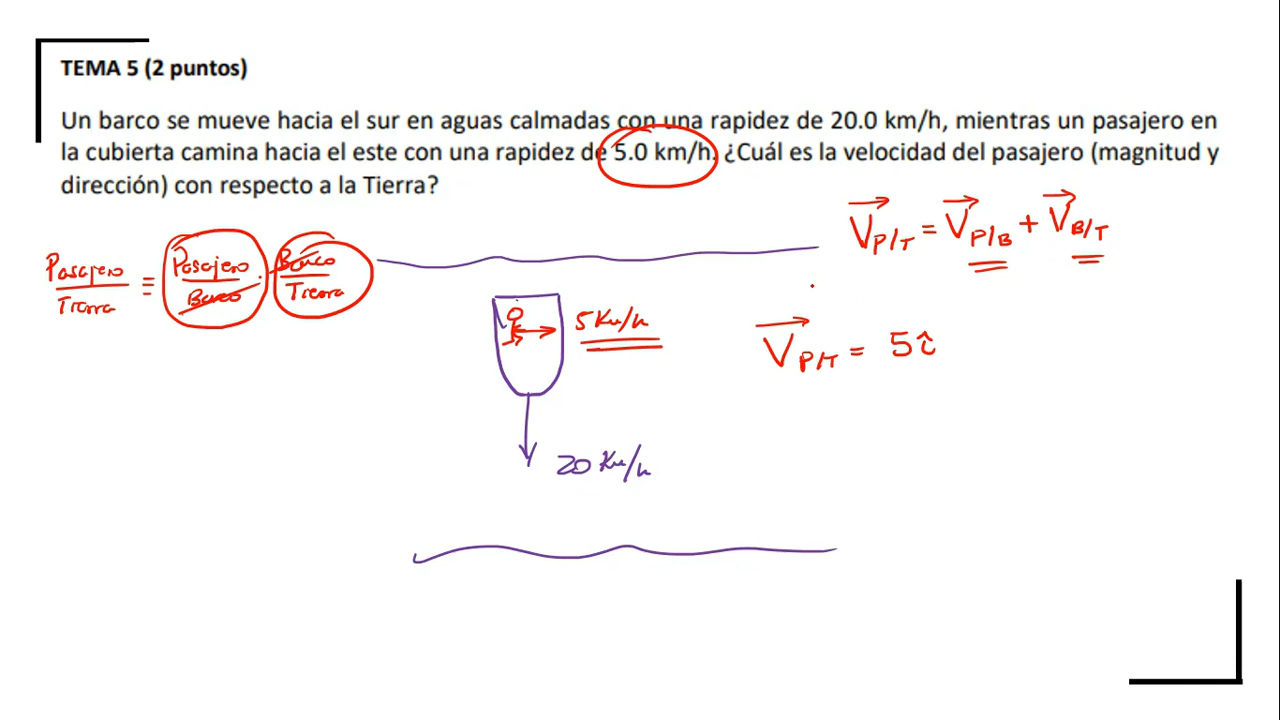 TEMA 5 (2 puntos)
Un barco se mueve hacia el sur en aguas calmadas con una rapidez de 20.0 km/h, mientras un pasajero en
la cubierta camina hacia el este con una rapidez de 5.0 km/h. ¿Cuál es la velocidad del pasajero (magnitud y
dirección) con respecto a la Tierra?
V P/T = V P/B + V B/T
Pasajero/Tierra ≡ Pasajero/Barco · Barco/Tierra
5 Km/h
V P/T = 5î
20 Km/h